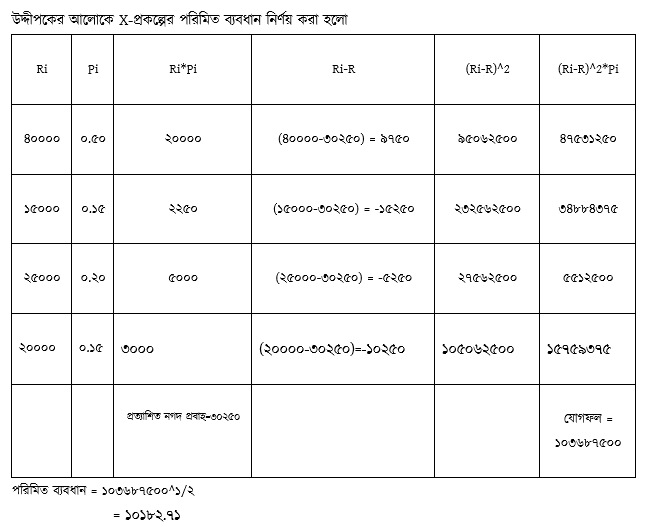 উদ্দীপকের আলোকে X-প্রকল্পের পরিমিত ব্যবধান নির্ণয় করা হলো
Ri Pi Ri*Pi Ri-R (Ri-R)^2 (Ri-R)^2*Pi
৪০০০০ ০.৫০ ২০০০০ (৪০০০০-৩০২৫০) = ৯৭৫০ ৯৫০৬২৫০০ ৪৭৫৩১২৫০
১৫০০০ ০.১৫ ২২৫০ (১৫০০০-৩০২৫০) = -১৫২৫০ ২৩২৫৬২৫০০ ৩৪৮৮৪৩৭৫
২৫০০০ ০.২০ ৫০০০ (২৫০০০-৩০২৫০) = -৫২৫০ ২৭৫৬২৫০০ ৫৫১২৫০০
২০০০০ ০.১৫ ৩০০০ (২০০০০-৩০২৫০)=-১০২৫০ ১০৫০৬২৫০০ ১৫৭৫৯৩৭৫
প্রত্যাশিত নগদ প্রবাহ=৩০২৫০ যোগফল =
১০৩৬৮৭৫০০
পরিমিত ব্যবধান = ১০৩৬৮৭৫০০^১/২
= ১০১৮২.৭১